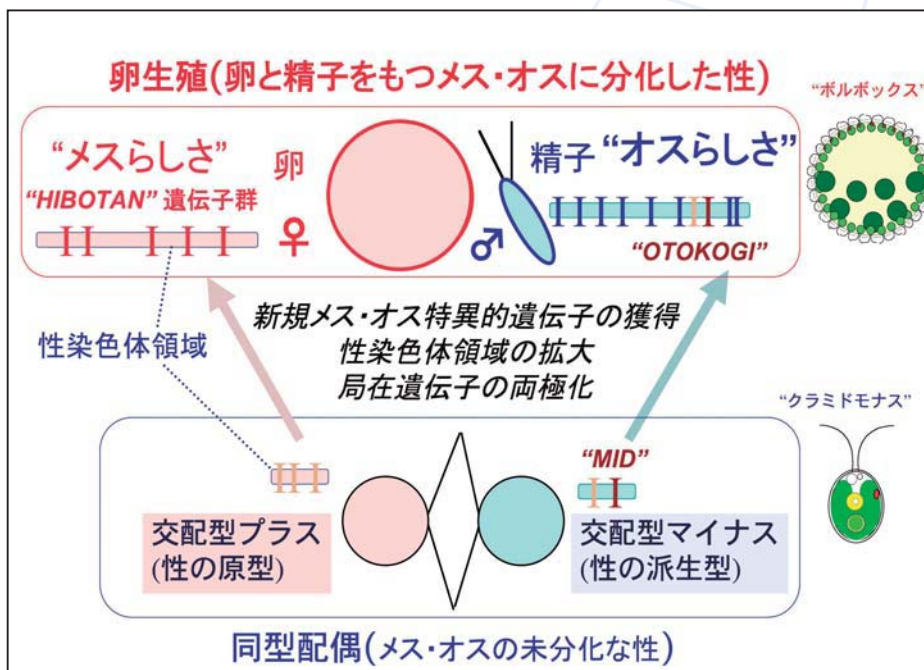 卵生殖(卵と精子をもつメス・オスに分化した性)
“ボルボックス”
“メスらしさ”
卵
精子 “オスらしさ”
“HIBOTAN” 遺伝子群
♀
♂
“OTOKOGI”
新規メス・オス特異的遺伝子の獲得
性染色体領域
性染色体領域の拡大
局在遺伝子の両極化
“クラミドモナス”
“MID”
交配型プラス
(性の原型)
交配型マイナス
(性の派生型)
同型配偶(メス・オスの未分化な性)